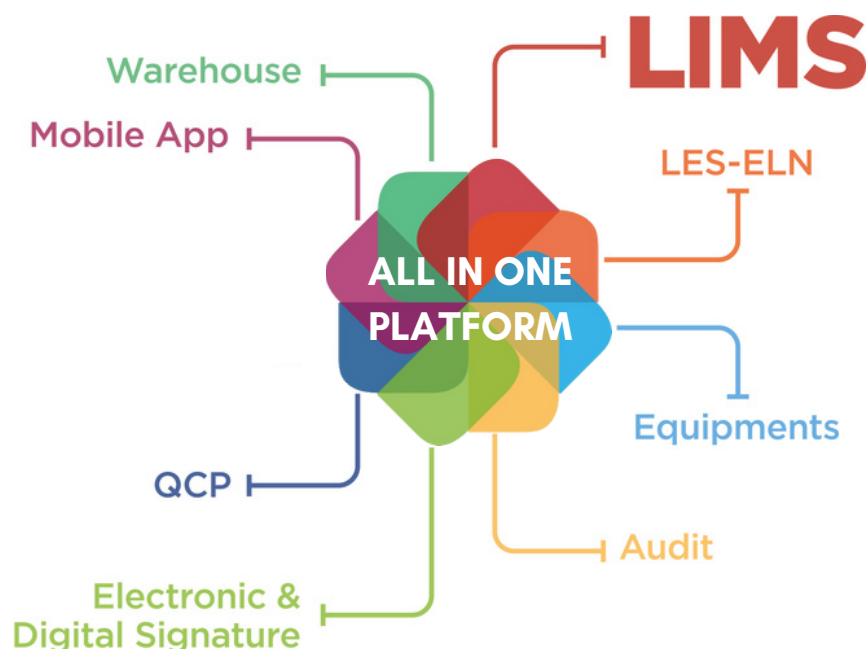 LIMS
Warehouse
Mobile App
LES-ELN
ALL IN ONE
PLATFORM
Equipments
QCP
Audit
Electronic &
Digital Signature